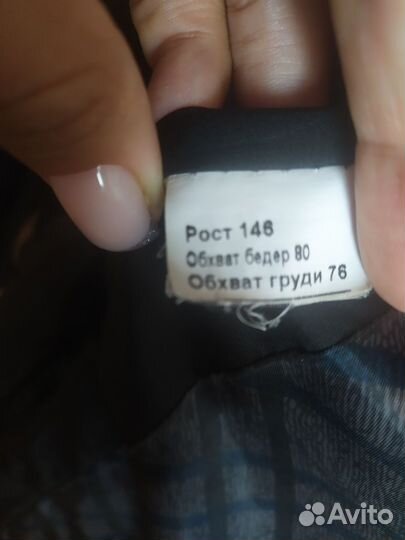 Рост 146
Обхват бедер 80
Обхват груди 76
Avito